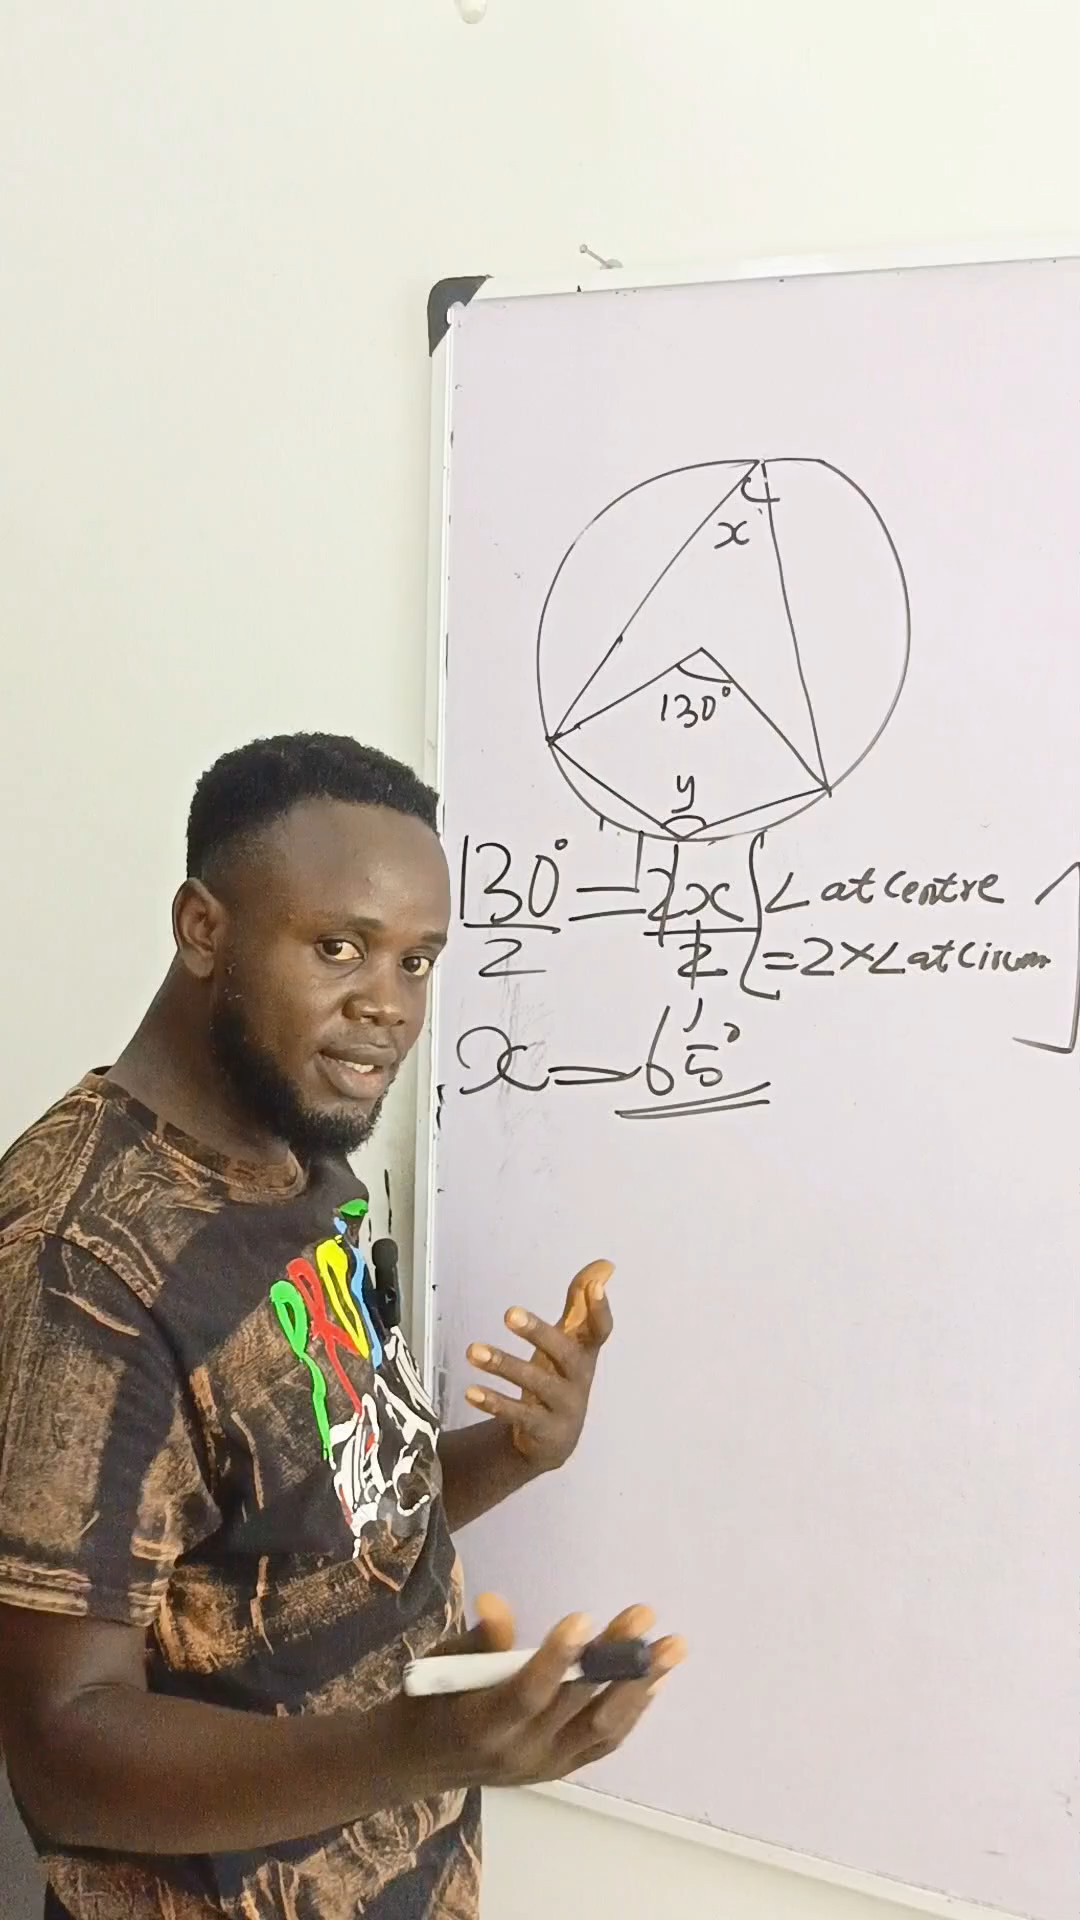 x
130°
y
130° = 2x { ∠ at Centre
2 2 = 2 × ∠ at Circum ]
x = 65°